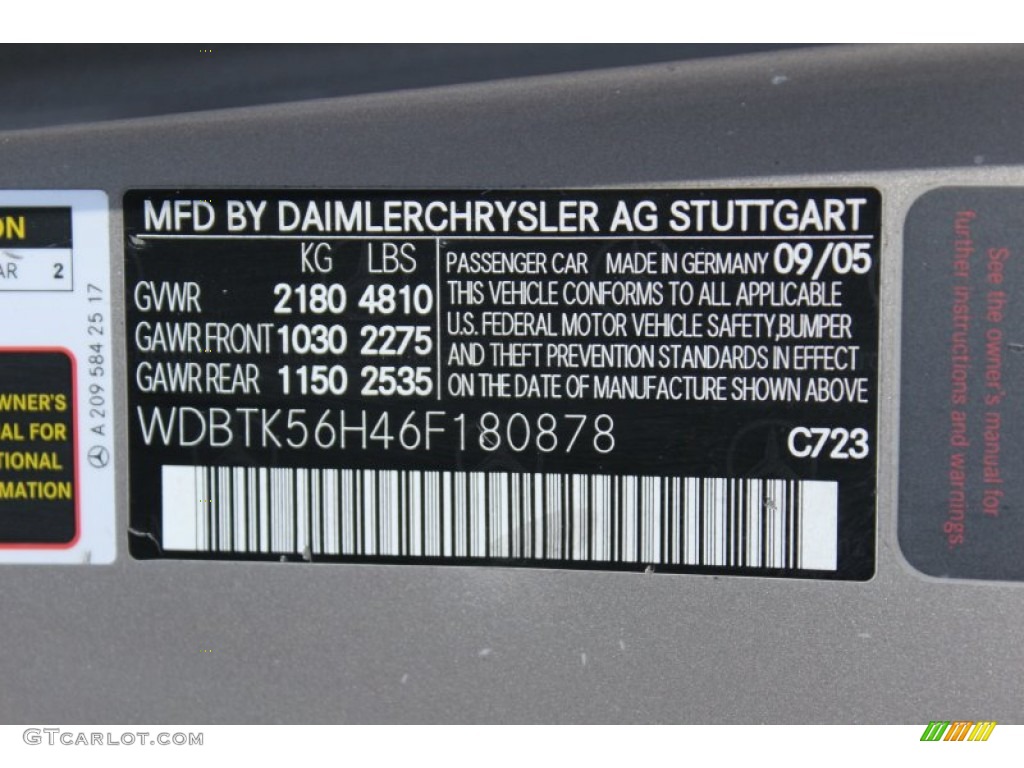 ON
AR 2
A 209 584 25 17
WNER'S
AL FOR
TIONAL
MATION
MFD BY DAIMLERCHRYSLER AG STUTTGART
KG LBS
GVWR 2180 4810
GAWR FRONT 1030 2275
GAWR REAR 1150 2535
PASSENGER CAR MADE IN GERMANY 09/05
THIS VEHICLE CONFORMS TO ALL APPLICABLE
U.S. FEDERAL MOTOR VEHICLE SAFETY,BUMPER
AND THEFT PREVENTION STANDARDS IN EFFECT
ON THE DATE OF MANUFACTURE SHOWN ABOVE
WDBTK56H46F180878
C723
See the owner's manual for
further instructions and warnings.
GTCARLOT.COM